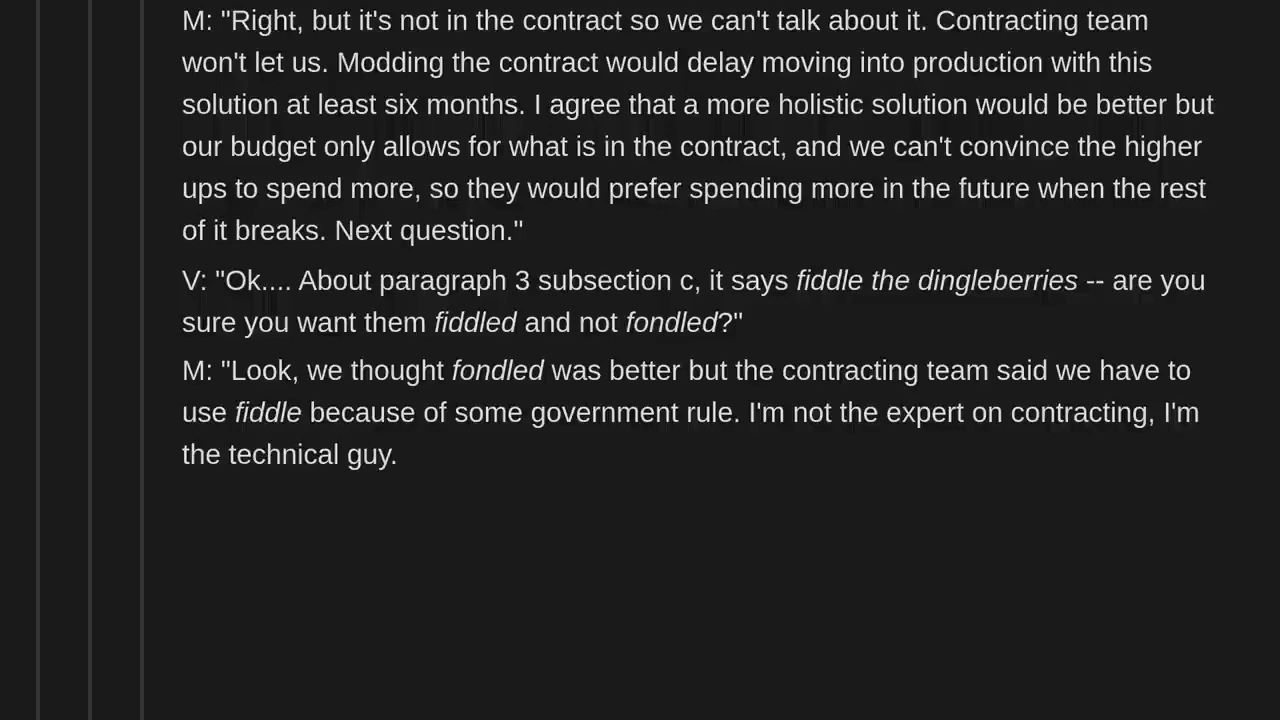 M: "Right, but it's not in the contract so we can't talk about it. Contracting team
won't let us. Modding the contract would delay moving into production with this
solution at least six months. I agree that a more holistic solution would be better but
our budget only allows for what is in the contract, and we can't convince the higher
ups to spend more, so they would prefer spending more in the future when the rest
of it breaks. Next question."
V: "Ok.... About paragraph 3 subsection c, it says fiddle the dingleberries -- are you
sure you want them fiddled and not fondled?"
M: "Look, we thought fondled was better but the contracting team said we have to
use fiddle because of some government rule. I'm not the expert on contracting, I'm
the technical guy.